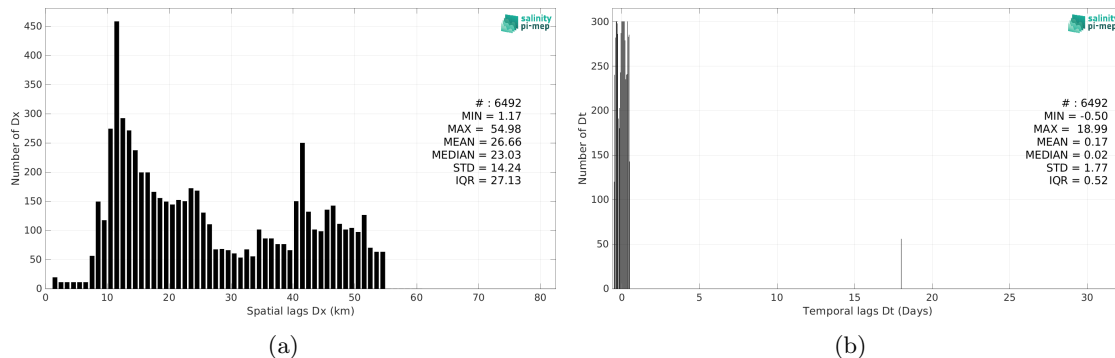 450
400
350
300
250
200
150
100
50
0
Number of Dx
0 10 20 30 40 50 60 70 80
Spatial lags Dx (km)
salinity
pi-mep
# : 6492
MIN = 1.17
MAX = 54.98
MEAN = 26.66
MEDIAN = 23.03
STD = 14.24
IQR = 27.13
(a)
300
250
200
150
100
50
0
Number of Dt
0 5 10 15 20 25 30
Temporal lags Dt (Days)
salinity
pi-mep
# : 6492
MIN = -0.50
MAX = 18.99
MEAN = 0.17
MEDIAN = 0.02
STD = 1.77
IQR = 0.52
(b)